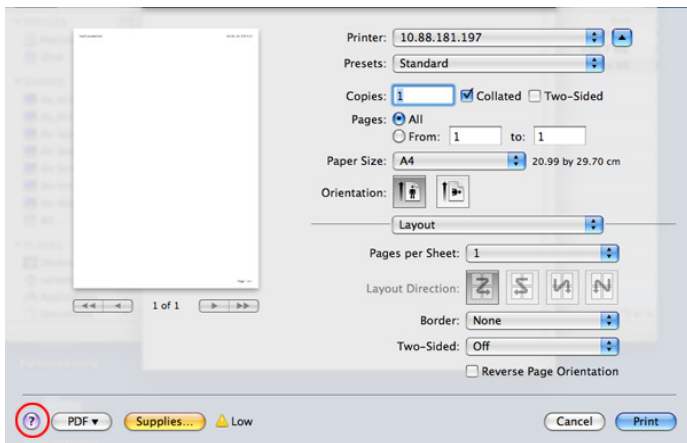 Printer: 10.88.181.197
Presets: Standard
Copies: 1 Collated Two-Sided
Pages: All
From: 1 to: 1
Paper Size: A4 20.99 by 29.70 cm
Orientation:
Layout
Pages per Sheet: 1
Layout Direction:
Border: None
Two-Sided: Off
Reverse Page Orientation
1 of 1
? PDF Supplies... Low Cancel Print